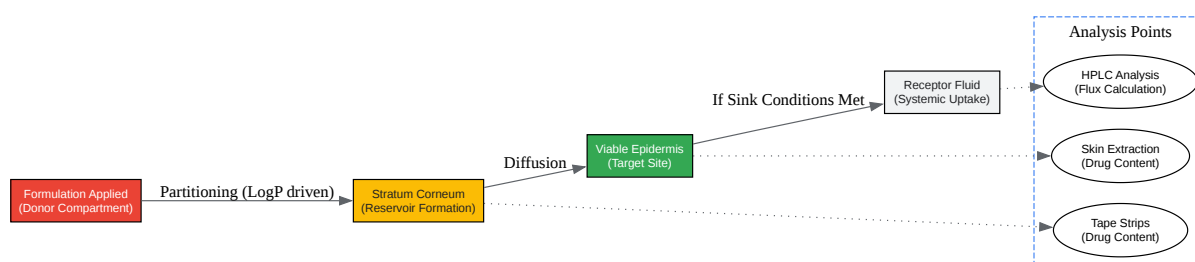 Formulation Applied
(Donor Compartment)
Partitioning (LogP driven)
Stratum Corneum
(Reservoir Formation)
Diffusion
Viable Epidermis
(Target Site)
If Sink Conditions Met
Receptor Fluid
(Systemic Uptake)
Analysis Points
HPLC Analysis
(Flux Calculation)
Skin Extraction
(Drug Content)
Tape Strips
(Drug Content)